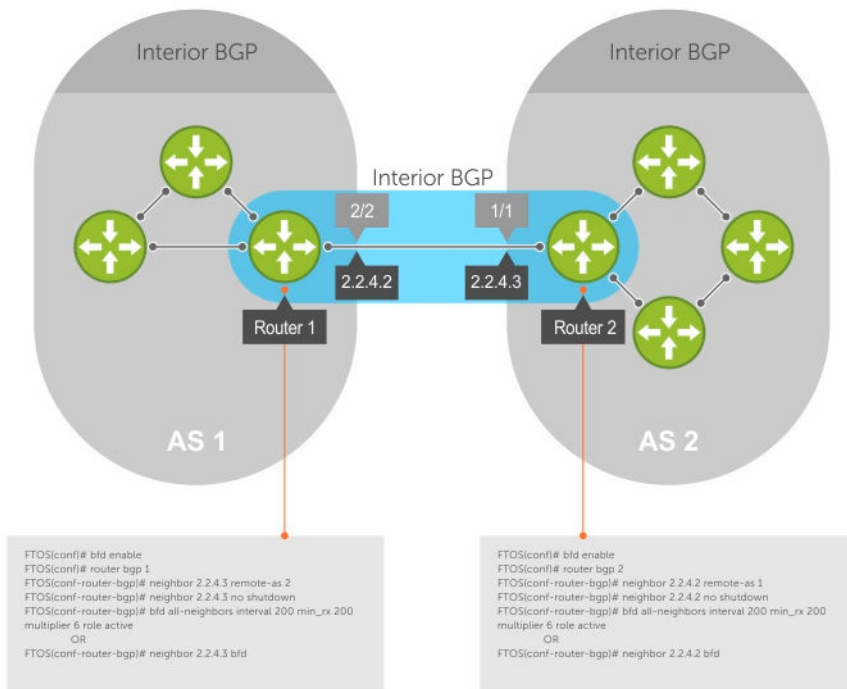 Interior BGP
Interior BGP
Interior BGP
2/2
1/1
2.2.4.2
2.2.4.3
Router 1
Router 2
AS 1
AS 2
FTOS(conf)# bfd enable
FTOS(conf)# router bgp 1
FTOS(conf-router-bgp)# neighbor 2.2.4.3 remote-as 2
FTOS(conf-router-bgp)# neighbor 2.2.4.3 no shutdown
FTOS(conf-router-bgp)# bfd all-neighbors interval 200 min_rx 200
multiplier 6 role active
OR
FTOS(conf-router-bgp)# neighbor 2.2.4.3 bfd
FTOS(conf)# bfd enable
FTOS(conf)# router bgp 2
FTOS(conf-router-bgp)# neighbor 2.2.4.2 remote-as 1
FTOS(conf-router-bgp)# neighbor 2.2.4.2 no shutdown
FTOS(conf-router-bgp)# bfd all-neighbors interval 200 min_rx 200
multiplier 6 role active
OR
FTOS(conf-router-bgp)# neighbor 2.2.4.2 bfd